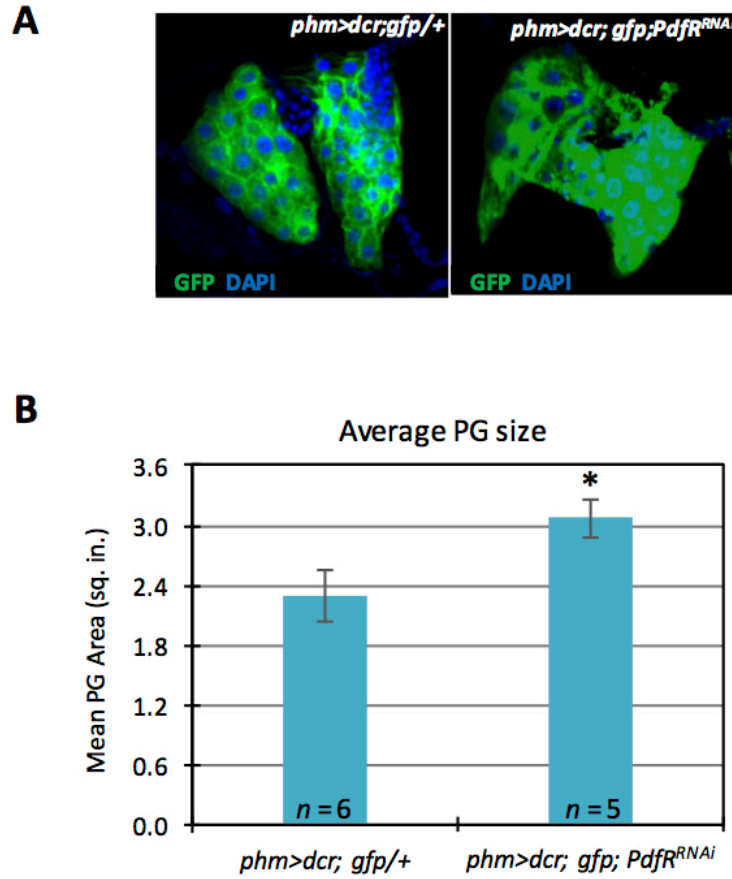 A
phm>dcr;gfp/+
phm>dcr; gfp;PdfR^RNAi
GFP DAPI
GFP DAPI
B
Average PG size
Mean PG Area (sq. in.)
3.6
3.0
2.4
1.8
1.2
0.6
0.0
*
n = 6
n = 5
phm>dcr; gfp/+
phm>dcr; gfp; PdfR^RNAi